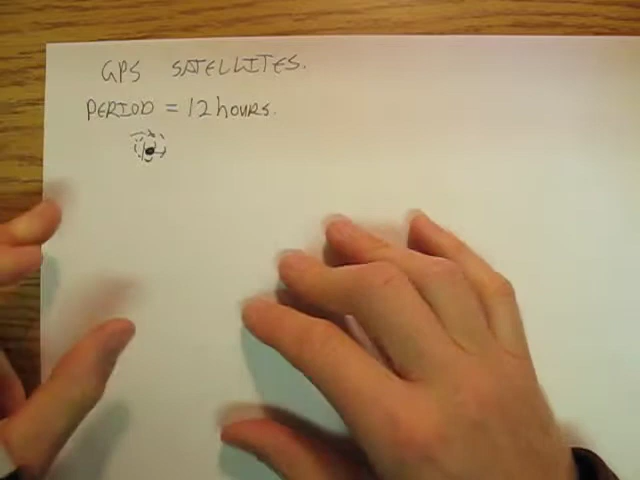 GPS SATELLITES.
PERIOD = 12 hours.